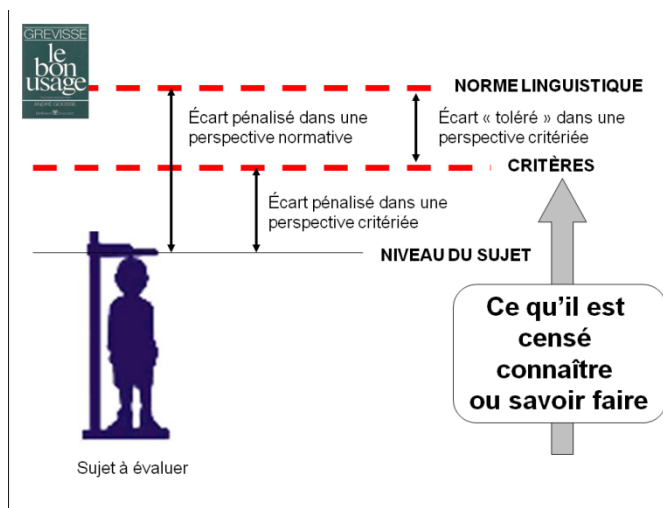 GREVISSE
le
bon
usage
ANDRÉ GOOSSE
NORME LINGUISTIQUE
Écart pénalisé dans une
perspective normative
Écart « toléré » dans une
perspective critériée
CRITÈRES
Écart pénalisé dans une
perspective critériée
NIVEAU DU SUJET
Ce qu’il est
censé
connaître
ou savoir faire
Sujet à évaluer